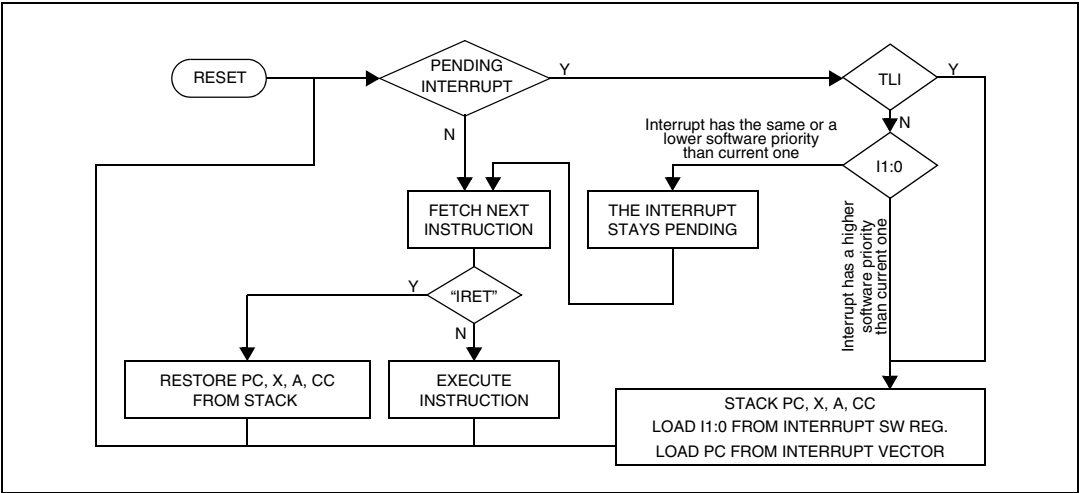 RESET
PENDING
INTERRUPT
Y
TLI
Y
N
N
Interrupt has the same or a
lower software priority
than current one
I1:0
FETCH NEXT
INSTRUCTION
THE INTERRUPT
STAYS PENDING
Interrupt has a higher
software priority
than current one
Y
“IRET”
N
RESTORE PC, X, A, CC
FROM STACK
EXECUTE
INSTRUCTION
STACK PC, X, A, CC
LOAD I1:0 FROM INTERRUPT SW REG.
LOAD PC FROM INTERRUPT VECTOR